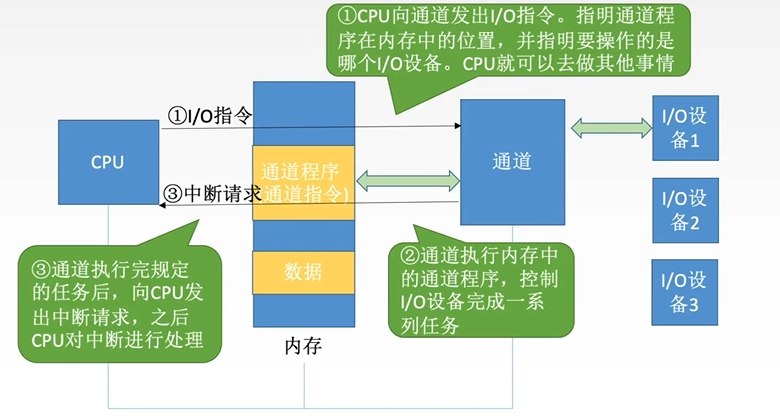 ①CPU向通道发出I/O指令。指明通道程
序在内存中的位置，并指明要操作的是
哪个I/O设备。CPU就可以去做其他事情
①I/O指令
CPU
通道程序
(通道指令)
③中断请求
通道
I/O设
备1
I/O设
备2
I/O设
备3
③通道执行完规定
的任务后，向CPU发
出中断请求，之后
CPU对中断进行处理
数据
②通道执行内存中
的通道程序，控制
I/O设备完成一系
列任务
内存